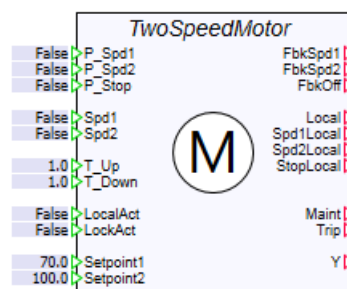 TwoSpeedMotor
False P_Spd1 FbkSpd1
False P_Spd2 FbkSpd2
False P_Stop FbkOff
False Spd1 Local
False Spd2 Spd1Local
Spd2Local
1.0 T_Up StopLocal
1.0 T_Down
M
False LocalAct Maint
False LockAct Trip
70.0 Setpoint1 Y
100.0 Setpoint2